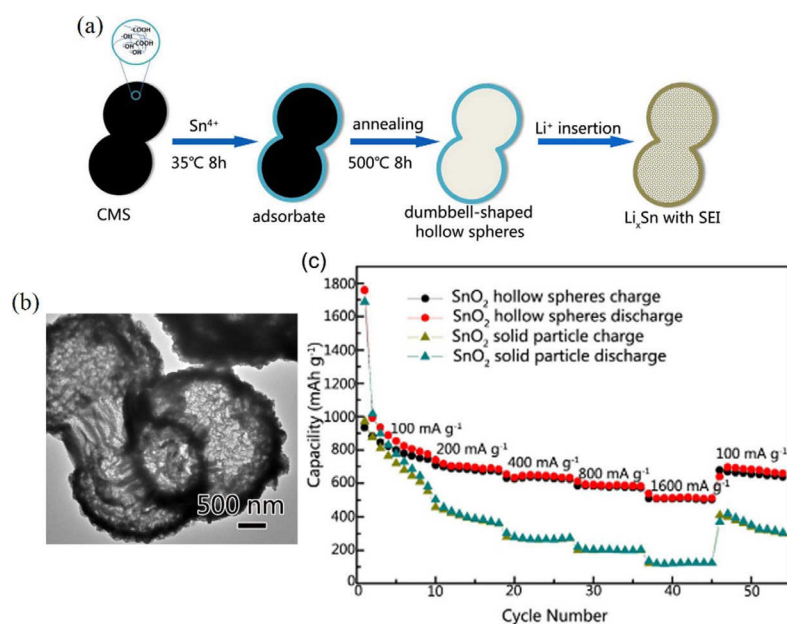 (a)
-COOH
-OH
-COOH
-OH
-OH
Sn⁴⁺
35℃ 8h
annealing
500℃ 8h
Li⁺ insertion
CMS
adsorbate
dumbbell-shaped
hollow spheres
LiₓSn with SEI
(b)
500 nm
(c)
1800
1600
1400
1200
1000
800
600
400
200
0
Capacility (mAh g⁻¹)
SnO₂ hollow spheres charge
SnO₂ hollow spheres discharge
SnO₂ solid particle charge
SnO₂ solid particle discharge
100 mA g⁻¹
200 mA g⁻¹
400 mA g⁻¹
800 mA g⁻¹
1600 mA g⁻¹
100 mA g⁻¹
0 10 20 30 40 50
Cycle Number